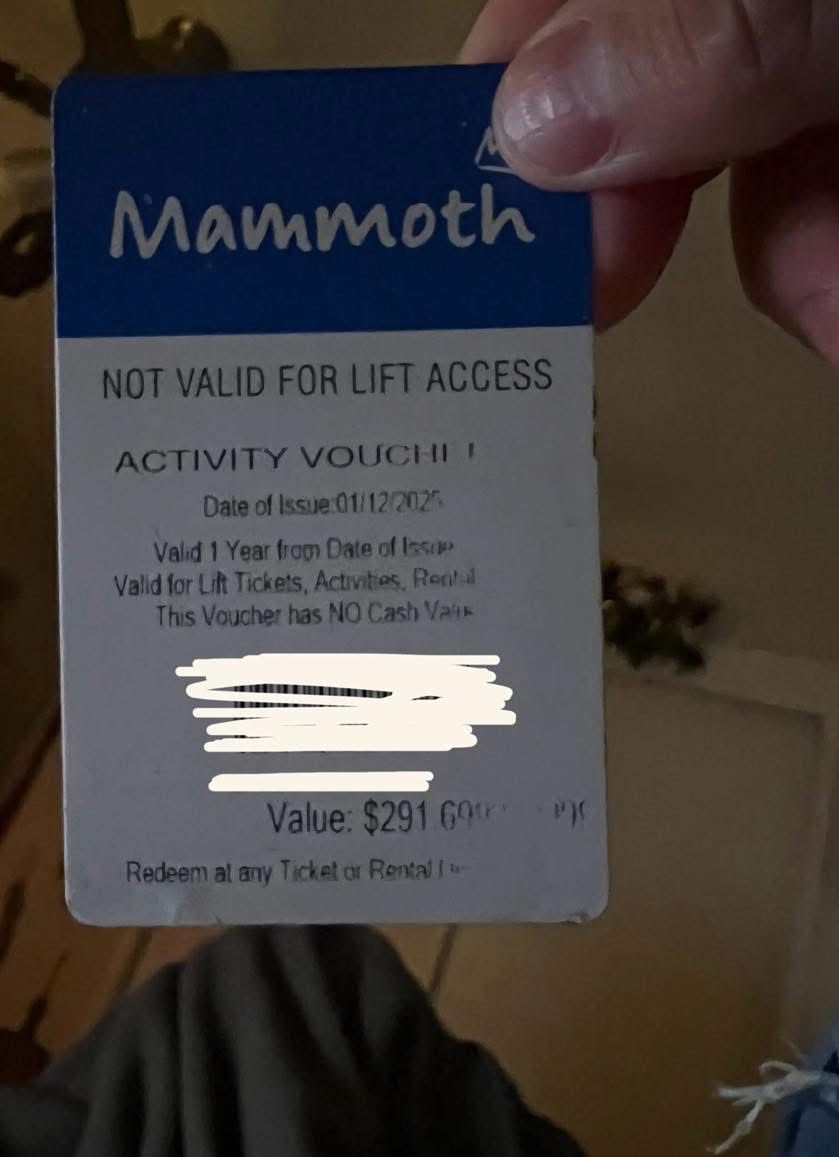 Mammoth
NOT VALID FOR LIFT ACCESS
ACTIVITY
Date of Issue:01/12/2025
Valid 1 Year from Date of Issue
Valid for Lift Tickets, Activities, Rental
This Voucher has NO Cash Value
Value: $291
Redeem at any Ticket or Rental